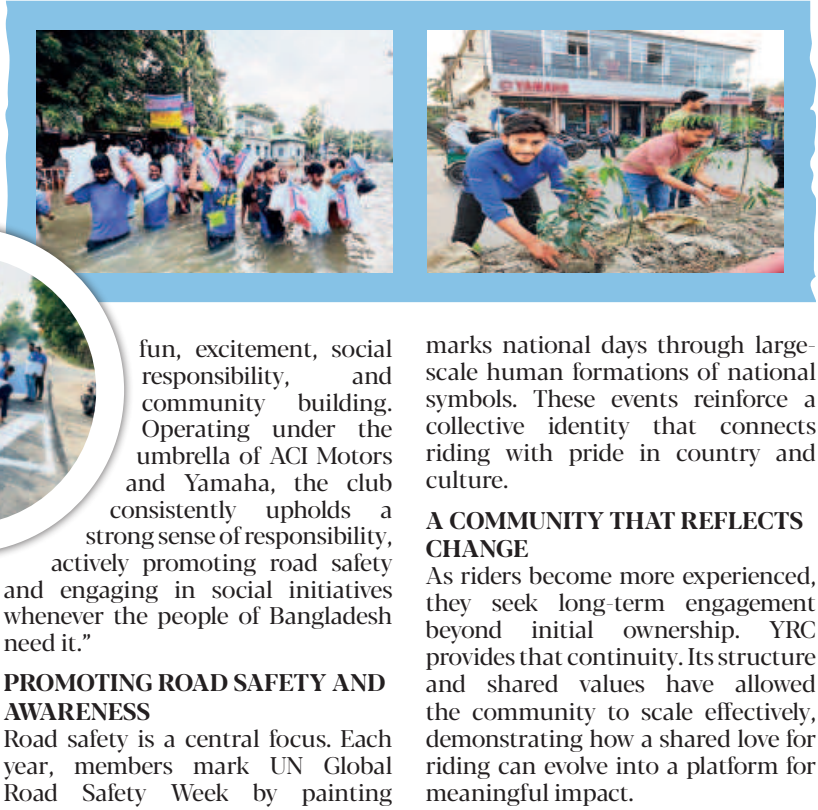 YAMAHA
46
fun, excitement, social
responsibility, and
community building.
Operating under the
umbrella of ACI Motors
and Yamaha, the club
consistently upholds a
strong sense of responsibility,
actively promoting road safety
and engaging in social initiatives
whenever the people of Bangladesh
need it.”
PROMOTING ROAD SAFETY AND
AWARENESS
Road safety is a central focus. Each
year, members mark UN Global
Road Safety Week by painting
marks national days through large-
scale human formations of national
symbols. These events reinforce a
collective identity that connects
riding with pride in country and
culture.
A COMMUNITY THAT REFLECTS
CHANGE
As riders become more experienced,
they seek long-term engagement
beyond initial ownership. YRC
provides that continuity. Its structure
and shared values have allowed
the community to scale effectively,
demonstrating how a shared love for
riding can evolve into a platform for
meaningful impact.